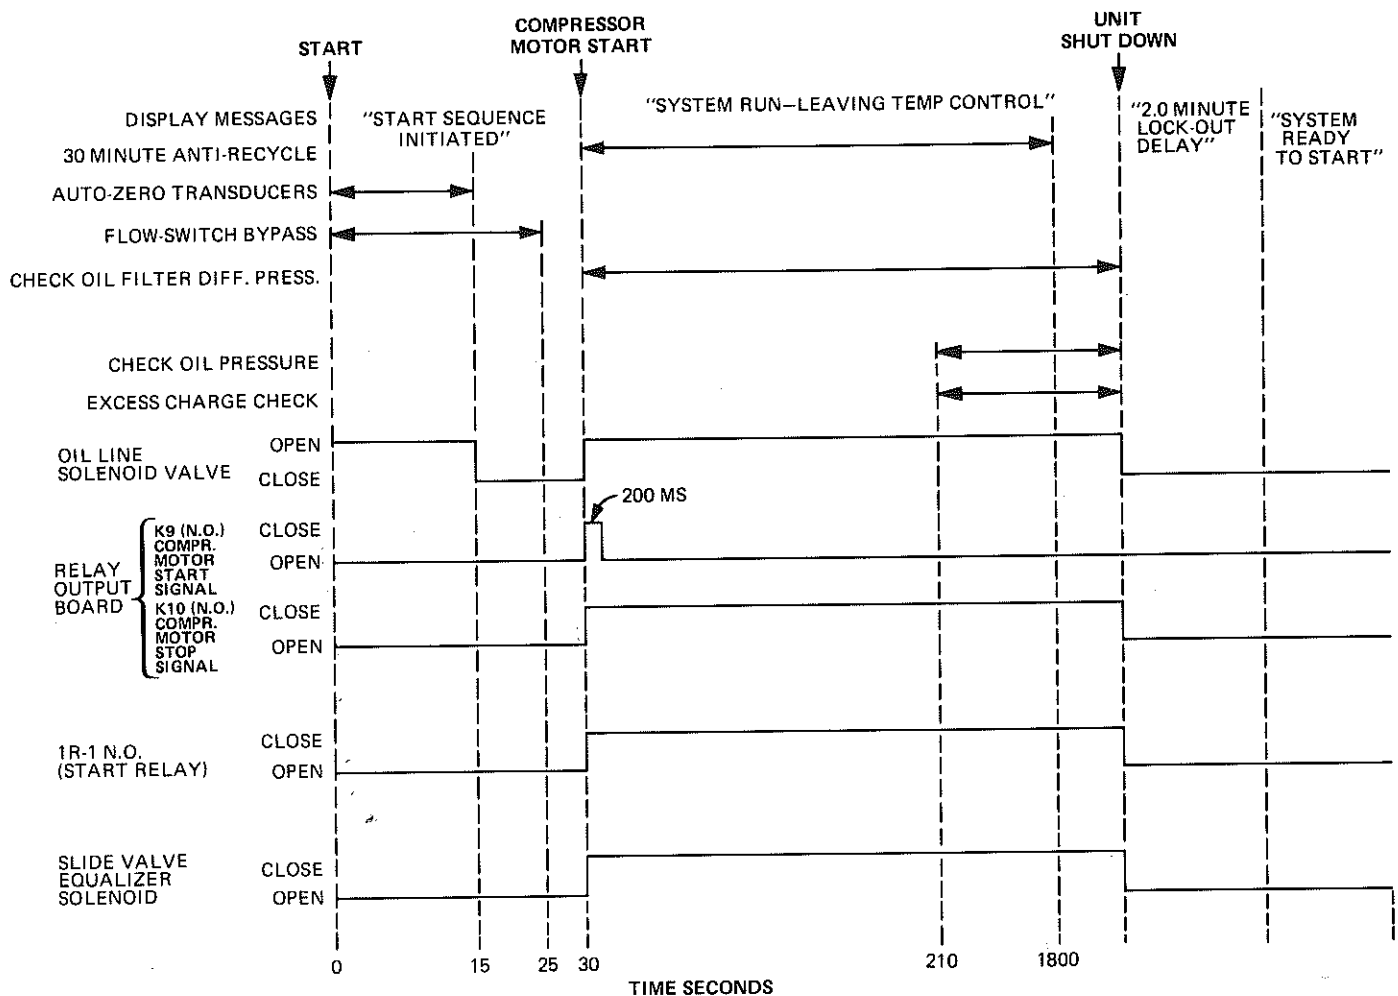 START
COMPRESSOR
MOTOR START
UNIT
SHUT DOWN
DISPLAY MESSAGES
"START SEQUENCE
INITIATED"
"SYSTEM RUN—LEAVING TEMP CONTROL"
"2.0 MINUTE
LOCK-OUT
DELAY"
"SYSTEM
READY
TO START"
30 MINUTE ANTI-RECYCLE
AUTO-ZERO TRANSDUCERS
FLOW-SWITCH BYPASS
CHECK OIL FILTER DIFF. PRESS.
CHECK OIL PRESSURE
EXCESS CHARGE CHECK
OIL LINE
SOLENOID VALVE
OPEN
CLOSE
200 MS
RELAY
OUTPUT
BOARD
K9 (N.O.)
COMPR.
MOTOR
START
SIGNAL
CLOSE
OPEN
K10 (N.O.)
COMPR.
MOTOR
STOP
SIGNAL
CLOSE
OPEN
1R-1 N.O.
(START RELAY)
CLOSE
OPEN
SLIDE VALVE
EQUALIZER
SOLENOID
CLOSE
OPEN
0
15
25
30
210
1800
TIME SECONDS